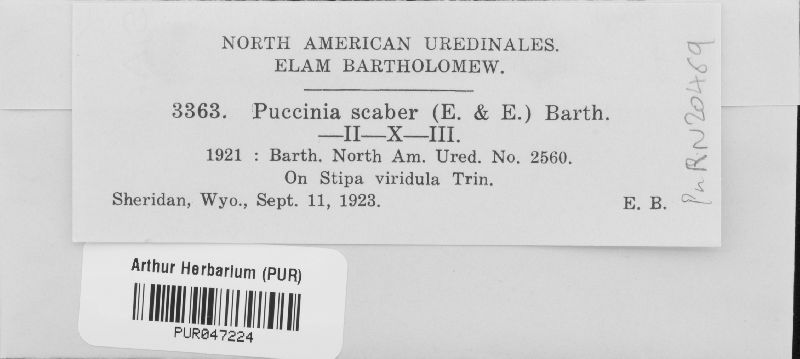 NORTH AMERICAN UREDINALES.
ELAM BARTHOLOMEW.
3363. Puccinia scaber (E. & E.) Barth.
—II—X—III.
1921 : Barth. North Am. Ured. No. 2560.
On Stipa viridula Trin.
Sheridan, Wyo., Sept. 11, 1923. E. B.
PurN20469
Arthur Herbarium (PUR)
PUR047224